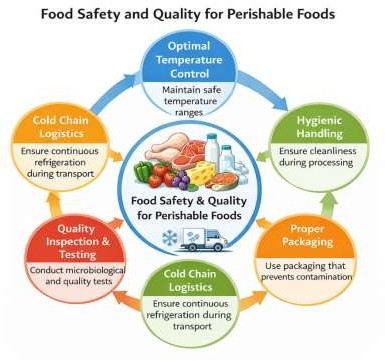 Food Safety and Quality for Perishable Foods
Optimal
Temperature
Control
Maintain safe
temperature
ranges
Hygienic
Handling
Ensure cleanliness
during processing
Proper
Packaging
Use packaging that
prevents contamination
Cold Chain
Logistics
Ensure continuous
refrigeration during
transport
Quality
Inspection &
Testing
Conduct microbiological
and quality tests
Cold Chain
Logistics
Ensure continuous
refrigeration
during transport
Food Safety & Quality
for Perishable Foods